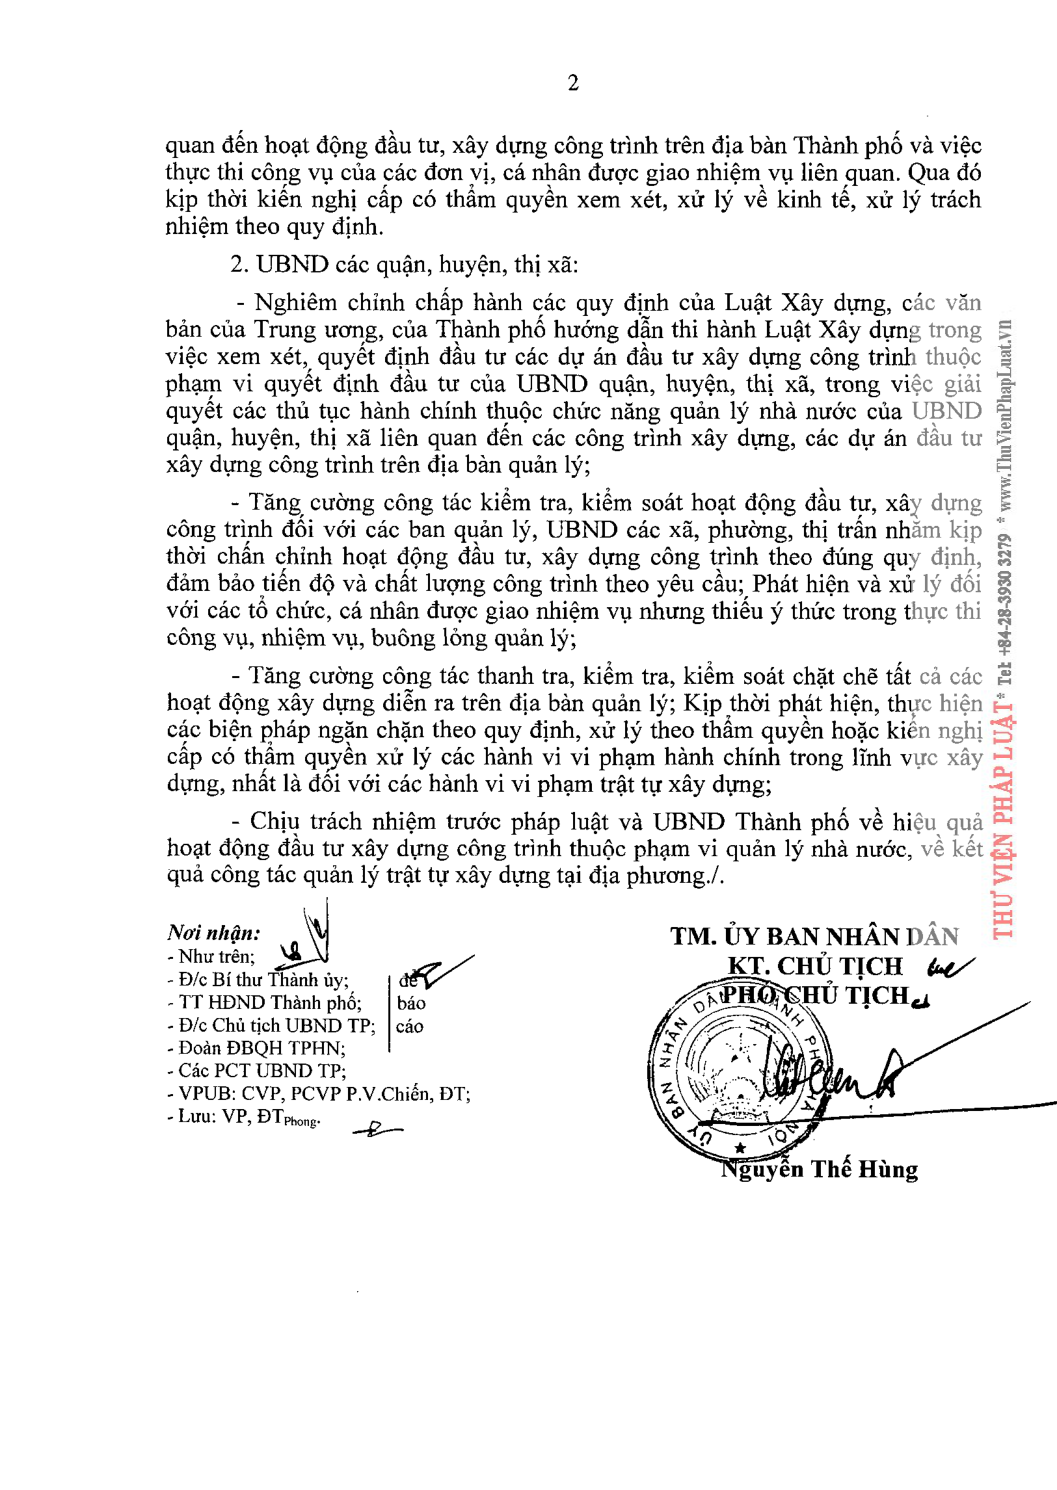 2
quan đến hoạt động đầu tư, xây dựng công trình trên địa bàn Thành phố và việc
thực thi công vụ của các đơn vị, cá nhân được giao nhiệm vụ liên quan. Qua đó
kịp thời kiến nghị cấp có thẩm quyền xem xét, xử lý về kinh tế, xử lý trách
nhiệm theo quy định.
2. UBND các quận, huyện, thị xã:
- Nghiêm chỉnh chấp hành các quy định của Luật Xây dựng, các văn
bản của Trung ương, của Thành phố hướng dẫn thi hành Luật Xây dựng trong
việc xem xét, quyết định đầu tư các dự án đầu tư xây dựng công trình thuộc
phạm vi quyết định đầu tư của UBND quận, huyện, thị xã, trong việc giải
quyết các thủ tục hành chính thuộc chức năng quản lý nhà nước của UBND
quận, huyện, thị xã liên quan đến các công trình xây dựng, các dự án đầu tư
xây dựng công trình trên địa bàn quản lý;
- Tăng cường công tác kiểm tra, kiểm soát hoạt động đầu tư, xây dựng
công trình đối với các ban quản lý, UBND các xã, phường, thị trấn nhằm kịp
thời chấn chỉnh hoạt động đầu tư, xây dựng công trình theo đúng quy định,
đảm bảo tiến độ và chất lượng công trình theo yêu cầu; Phát hiện và xử lý đối
với các tổ chức, cá nhân được giao nhiệm vụ nhưng thiếu ý thức trong thực thi
công vụ, nhiệm vụ, buông lỏng quản lý;
- Tăng cường công tác thanh tra, kiểm tra, kiểm soát chặt chẽ tất cả các
hoạt động xây dựng diễn ra trên địa bàn quản lý; Kịp thời phát hiện, thực hiện
các biện pháp ngăn chặn theo quy định, xử lý theo thẩm quyền hoặc kiến nghị
cấp có thẩm quyền xử lý các hành vi vi phạm hành chính trong lĩnh vực xây
dựng, nhất là đối với các hành vi vi phạm trật tự xây dựng;
- Chịu trách nhiệm trước pháp luật và UBND Thành phố về hiệu quả
hoạt động đầu tư xây dựng công trình thuộc phạm vi quản lý nhà nước, về kết
quả công tác quản lý trật tự xây dựng tại địa phương./.
Nơi nhận:
- Như trên;
- Đ/c Bí thư Thành ủy;
- TT HĐND Thành phố;
- Đ/c Chủ tịch UBND TP;
để
báo
cáo
- Đoàn ĐBQH TPHN;
- Các PCT UBND TP;
- VPUB: CVP, PCVP P.V.Chiến, ĐT;
- Lưu: VP, ĐTPhong.
TM. ỦY BAN NHÂN DÂN
KT. CHỦ TỊCH
PHÓ CHỦ TỊCH
ỦY BAN NHÂN DÂN THÀNH PHỐ HÀ NỘI
Nguyễn Thế Hùng
THƯ VIỆN PHÁP LUẬT * Tel: +84-28-3930 3279 * www.ThuVienPhapLuat.vn